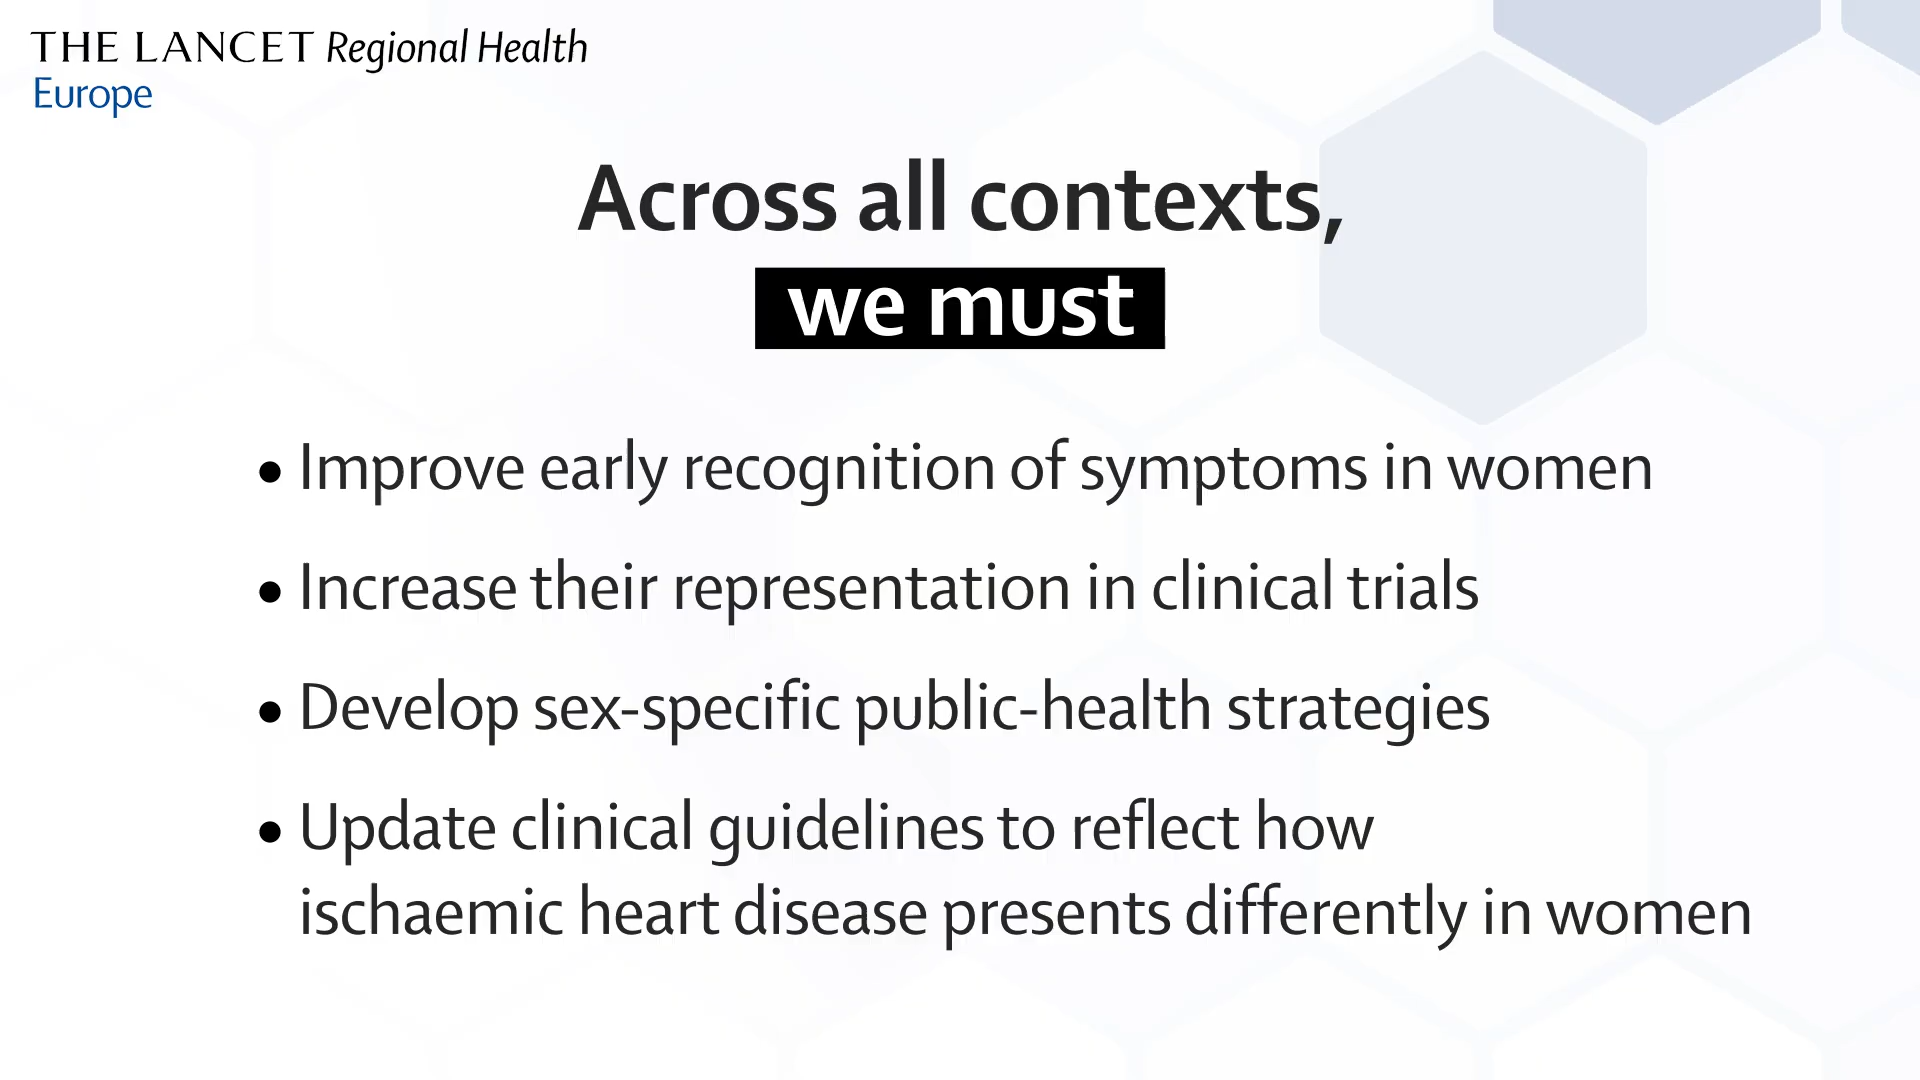 THE LANCET Regional Health
Europe
Across all contexts,
we must
• Improve early recognition of symptoms in women
• Increase their representation in clinical trials
• Develop sex-specific public-health strategies
• Update clinical guidelines to reflect how
ischaemic heart disease presents differently in women